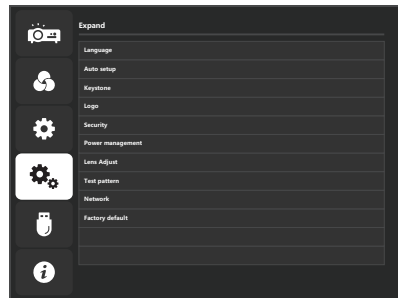 Expand
Language
Auto setup
Keystone
Logo
Security
Power management
Lens Adjust
Test pattern
Network
Factory default